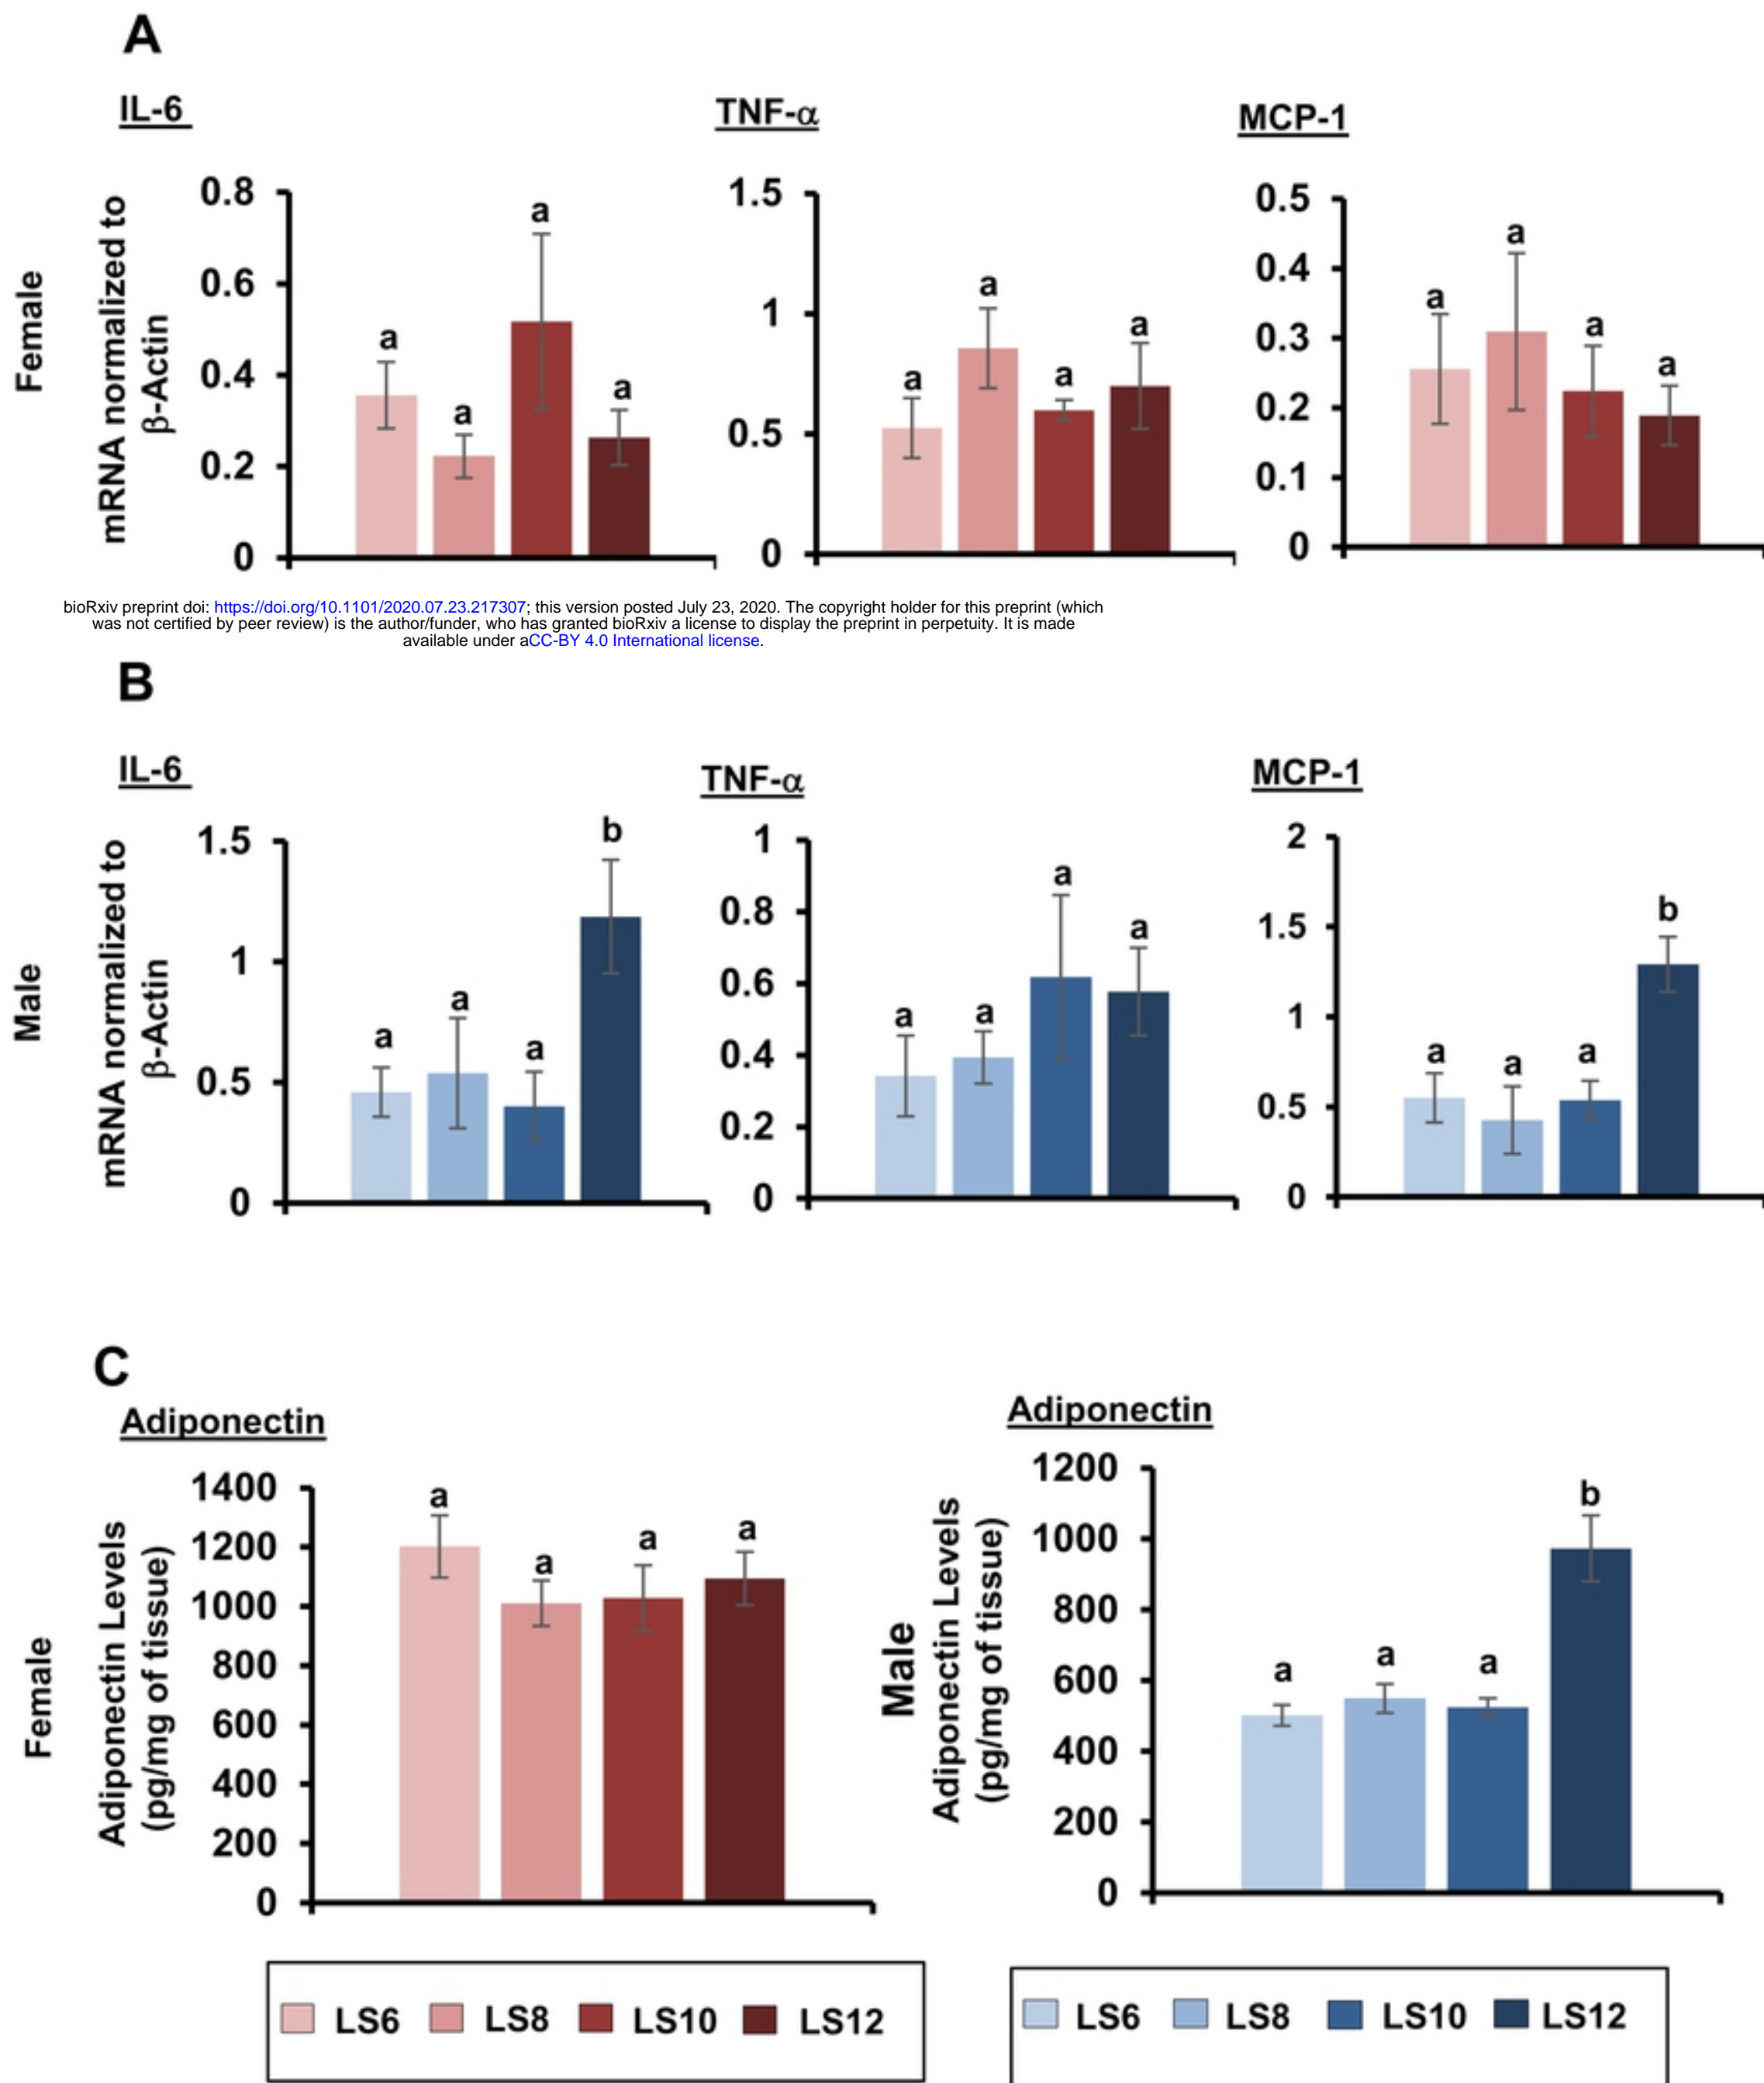 A
IL-6
TNF-α
MCP-1
Female
mRNA normalized to
β-Actin
0.8
0.6
0.4
0.2
0
a
a
a
a
1.5
1
0.5
0
a
a
a
a
0.5
0.4
0.3
0.2
0.1
0
a
a
a
a
bioRxiv preprint doi: https://doi.org/10.1101/2020.07.23.217307; this version posted July 23, 2020. The copyright holder for this preprint (which
was not certified by peer review) is the author/funder, who has granted bioRxiv a license to display the preprint in perpetuity. It is made
available under aCC-BY 4.0 International license.
B
IL-6
TNF-α
MCP-1
Male
mRNA normalized to
β-Actin
1.5
1
0.5
0
a
a
a
b
1
0.8
0.6
0.4
0.2
0
a
a
a
a
2
1.5
1
0.5
0
a
a
a
b
C
Adiponectin
Female
Adiponectin Levels
(pg/mg of tissue)
1400
1200
1000
800
600
400
200
0
a
a
a
a
Adiponectin
Male
Adiponectin Levels
(pg/mg of tissue)
1200
1000
800
600
400
200
0
a
a
a
b
LS6 LS8 LS10 LS12
LS6 LS8 LS10 LS12